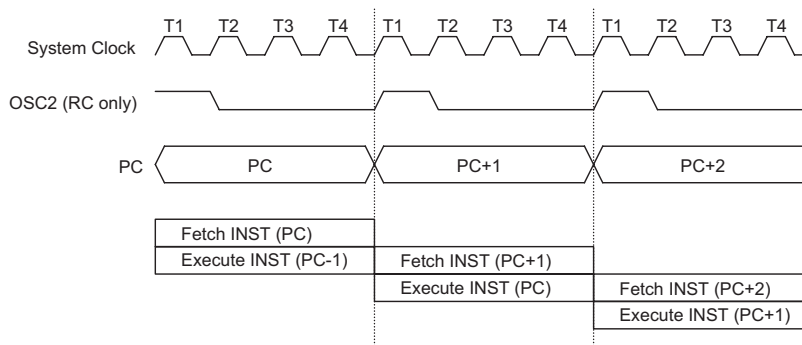 T1 T2 T3 T4 T1 T2 T3 T4 T1 T2 T3 T4
System Clock
OSC2 (RC only)
PC PC PC+1 PC+2
Fetch INST (PC)
Execute INST (PC-1) Fetch INST (PC+1)
Execute INST (PC) Fetch INST (PC+2)
Execute INST (PC+1)